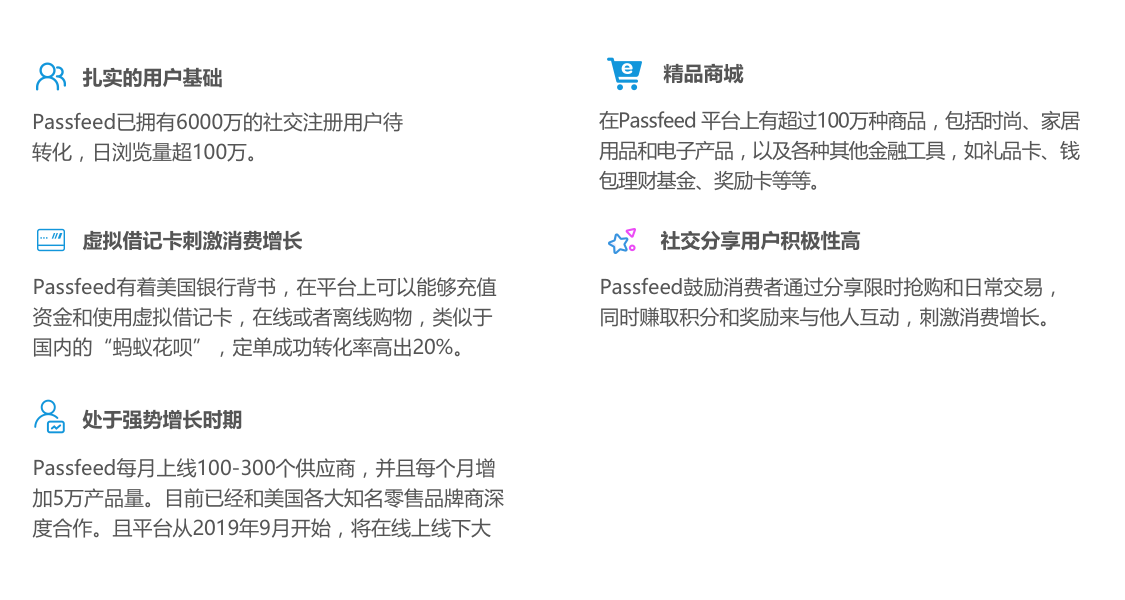 扎实的用户基础
Passfeed已拥有6000万的社交注册用户待
转化，日浏览量超100万。
虚拟借记卡刺激消费增长
Passfeed有着美国银行背书，在平台上可以能够充值
资金和使用虚拟借记卡，在线或者离线购物，类似于
国内的“蚂蚁花呗”，定单成功转化率高出20%。
处于强势增长时期
Passfeed每月上线100-300个供应商，并且每个月增
加5万产品量。目前已经和美国各大知名零售品牌商深
度合作。且平台从2019年9月开始，将在线上线下大
e
精品商城
在Passfeed 平台上有超过100万种商品，包括时尚、家居
用品和电子产品，以及各种其他金融工具，如礼品卡、钱
包理财基金、奖励卡等等。
社交分享用户积极性高
Passfeed鼓励消费者通过分享限时抢购和日常交易，
同时赚取积分和奖励来与他人互动，刺激消费增长。